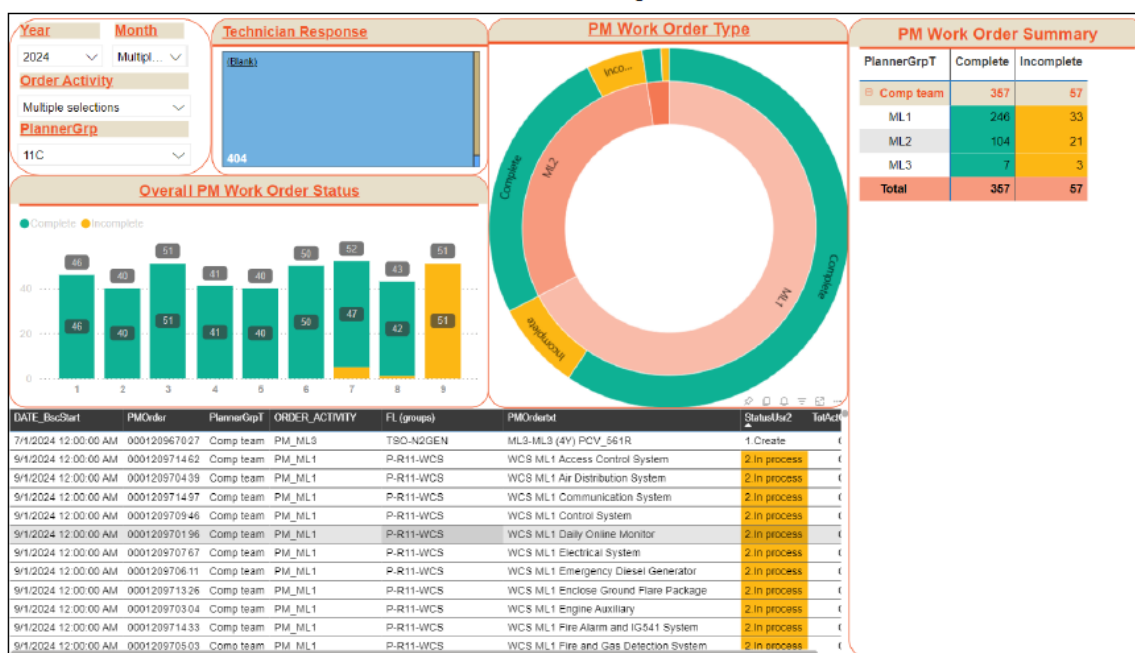 Year Month
2024 Multipl...
Order Activity
Multiple selections
PlannerGrp
11C
Technician Response
(Blank)
404
PM Work Order Type
Inco...
Complete
ML2
Complete
ML1
Incomplete
PM Work Order Summary
PlannerGrpT Complete Incomplete
Comp team 357 57
ML1 246 33
ML2 104 21
ML3 7 3
Total 357 57
Overall PM Work Order Status
Complete Incomplete
46 40 51 41 40 50 52 43 51
40
20
0
46 40 51 41 40 50 47 42 51
1 2 3 4 5 6 7 8 9
DATE_BscStart PMOrder PlannerGrpT ORDER_ACTIVITY FL (groups) PMOrdertxt StatusUsr2 TotAct
7/1/2024 12:00:00 AM 000120967027 Comp team PM_ML3 TSO-N2GEN ML3-ML3 (4Y) PCV_561R 1.Create
9/1/2024 12:00:00 AM 000120971462 Comp team PM_ML1 P-R11-WCS WCS ML1 Access Control System 2.In process
9/1/2024 12:00:00 AM 000120970439 Comp team PM_ML1 P-R11-WCS WCS ML1 Air Distribution System 2.In process
9/1/2024 12:00:00 AM 000120971497 Comp team PM_ML1 P-R11-WCS WCS ML1 Communication System 2.In process
9/1/2024 12:00:00 AM 000120970946 Comp team PM_ML1 P-R11-WCS WCS ML1 Control System 2.In process
9/1/2024 12:00:00 AM 000120970196 Comp team PM_ML1 P-R11-WCS WCS ML1 Daily Online Monitor 2.In process
9/1/2024 12:00:00 AM 000120970767 Comp team PM_ML1 P-R11-WCS WCS ML1 Electrical System 2.In process
9/1/2024 12:00:00 AM 000120970611 Comp team PM_ML1 P-R11-WCS WCS ML1 Emergency Diesel Generator 2.In process
9/1/2024 12:00:00 AM 000120971326 Comp team PM_ML1 P-R11-WCS WCS ML1 Enclose Ground Flare Package 2.In process
9/1/2024 12:00:00 AM 000120970304 Comp team PM_ML1 P-R11-WCS WCS ML1 Engine Auxiliary 2.In process
9/1/2024 12:00:00 AM 000120971433 Comp team PM_ML1 P-R11-WCS WCS ML1 Fire Alarm and IG541 System 2.In process
9/1/2024 12:00:00 AM 000120970503 Comp team PM_ML1 P-R11-WCS WCS ML1 Fire and Gas Detection System 2.In process